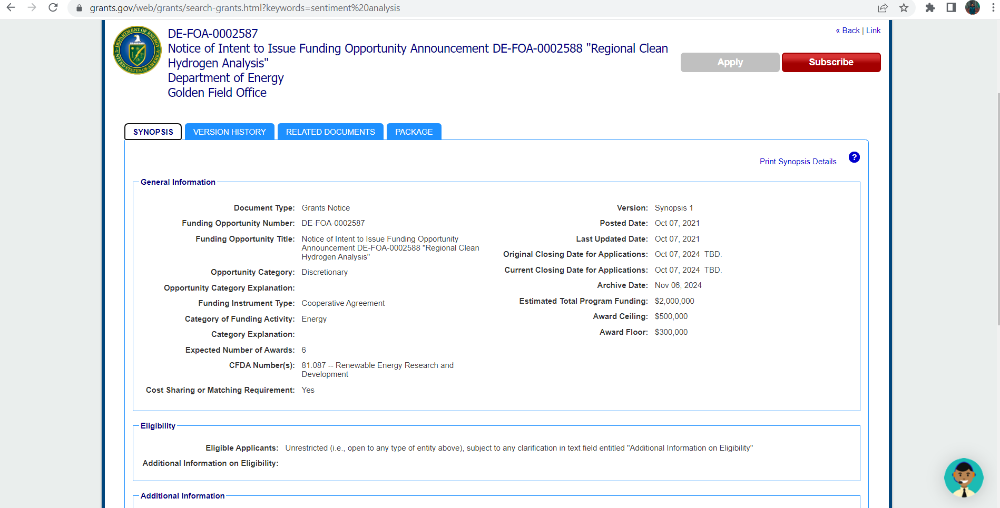 grants.gov/web/grants/search-grants.html?keywords=sentiment%20analysis
« Back | Link
DE-FOA-0002587
Notice of Intent to Issue Funding Opportunity Announcement DE-FOA-0002588 "Regional Clean
Hydrogen Analysis"
Department of Energy
Golden Field Office
DEPARTMENT OF ENERGY
UNITED STATES OF AMERICA
Apply
Subscribe
SYNOPSIS
VERSION HISTORY
RELATED DOCUMENTS
PACKAGE
Print Synopsis Details
?
General Information
Document Type: Grants Notice
Funding Opportunity Number: DE-FOA-0002587
Funding Opportunity Title: Notice of Intent to Issue Funding Opportunity
Announcement DE-FOA-0002588 "Regional Clean
Hydrogen Analysis"
Opportunity Category: Discretionary
Opportunity Category Explanation:
Funding Instrument Type: Cooperative Agreement
Category of Funding Activity: Energy
Category Explanation:
Expected Number of Awards: 6
CFDA Number(s): 81.087 -- Renewable Energy Research and
Development
Cost Sharing or Matching Requirement: Yes
Version: Synopsis 1
Posted Date: Oct 07, 2021
Last Updated Date: Oct 07, 2021
Original Closing Date for Applications: Oct 07, 2024 TBD.
Current Closing Date for Applications: Oct 07, 2024 TBD.
Archive Date: Nov 06, 2024
Estimated Total Program Funding: $2,000,000
Award Ceiling: $500,000
Award Floor: $300,000
Eligibility
Eligible Applicants: Unrestricted (i.e., open to any type of entity above), subject to any clarification in text field entitled "Additional Information on Eligibility"
Additional Information on Eligibility:
Additional Information